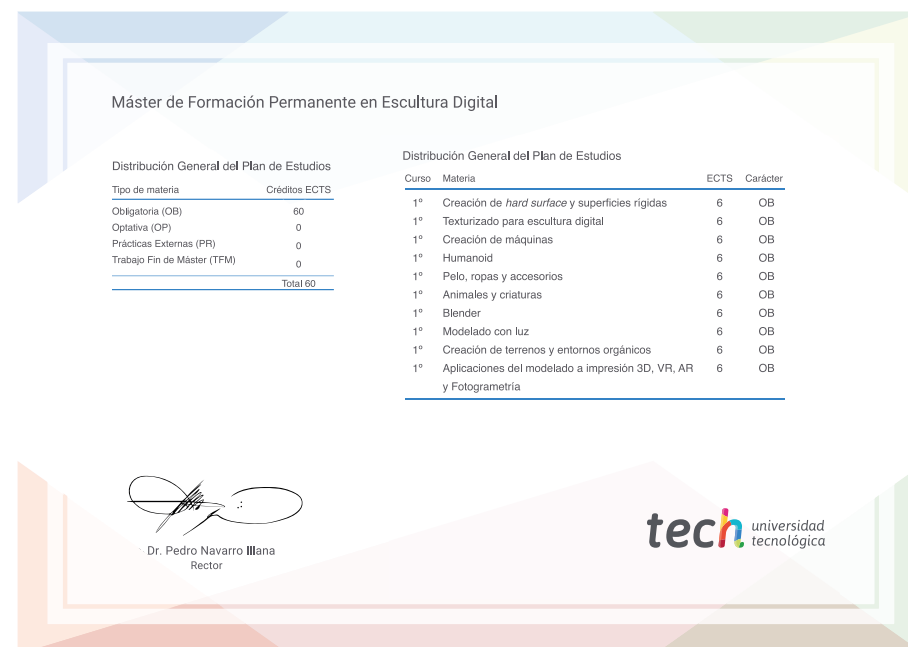 Máster de Formación Permanente en Escultura Digital
Distribución General del Plan de Estudios
Tipo de materia Créditos ECTS
Obligatoria (OB) 60
Optativa (OP) 0
Prácticas Externas (PR) 0
Trabajo Fin de Máster (TFM) 0
Total 60
Distribución General del Plan de Estudios
Curso Materia ECTS Carácter
1º Creación de hard surface y superficies rígidas 6 OB
1º Texturizado para escultura digital 6 OB
1º Creación de máquinas 6 OB
1º Humanoid 6 OB
1º Pelo, ropas y accesorios 6 OB
1º Animales y criaturas 6 OB
1º Blender 6 OB
1º Modelado con luz 6 OB
1º Creación de terrenos y entornos orgánicos 6 OB
1º Aplicaciones del modelado a impresión 3D, VR, AR 6 OB
y Fotogrametría
Dr. Pedro Navarro Illana
Rector
tech universidad
tecnológica